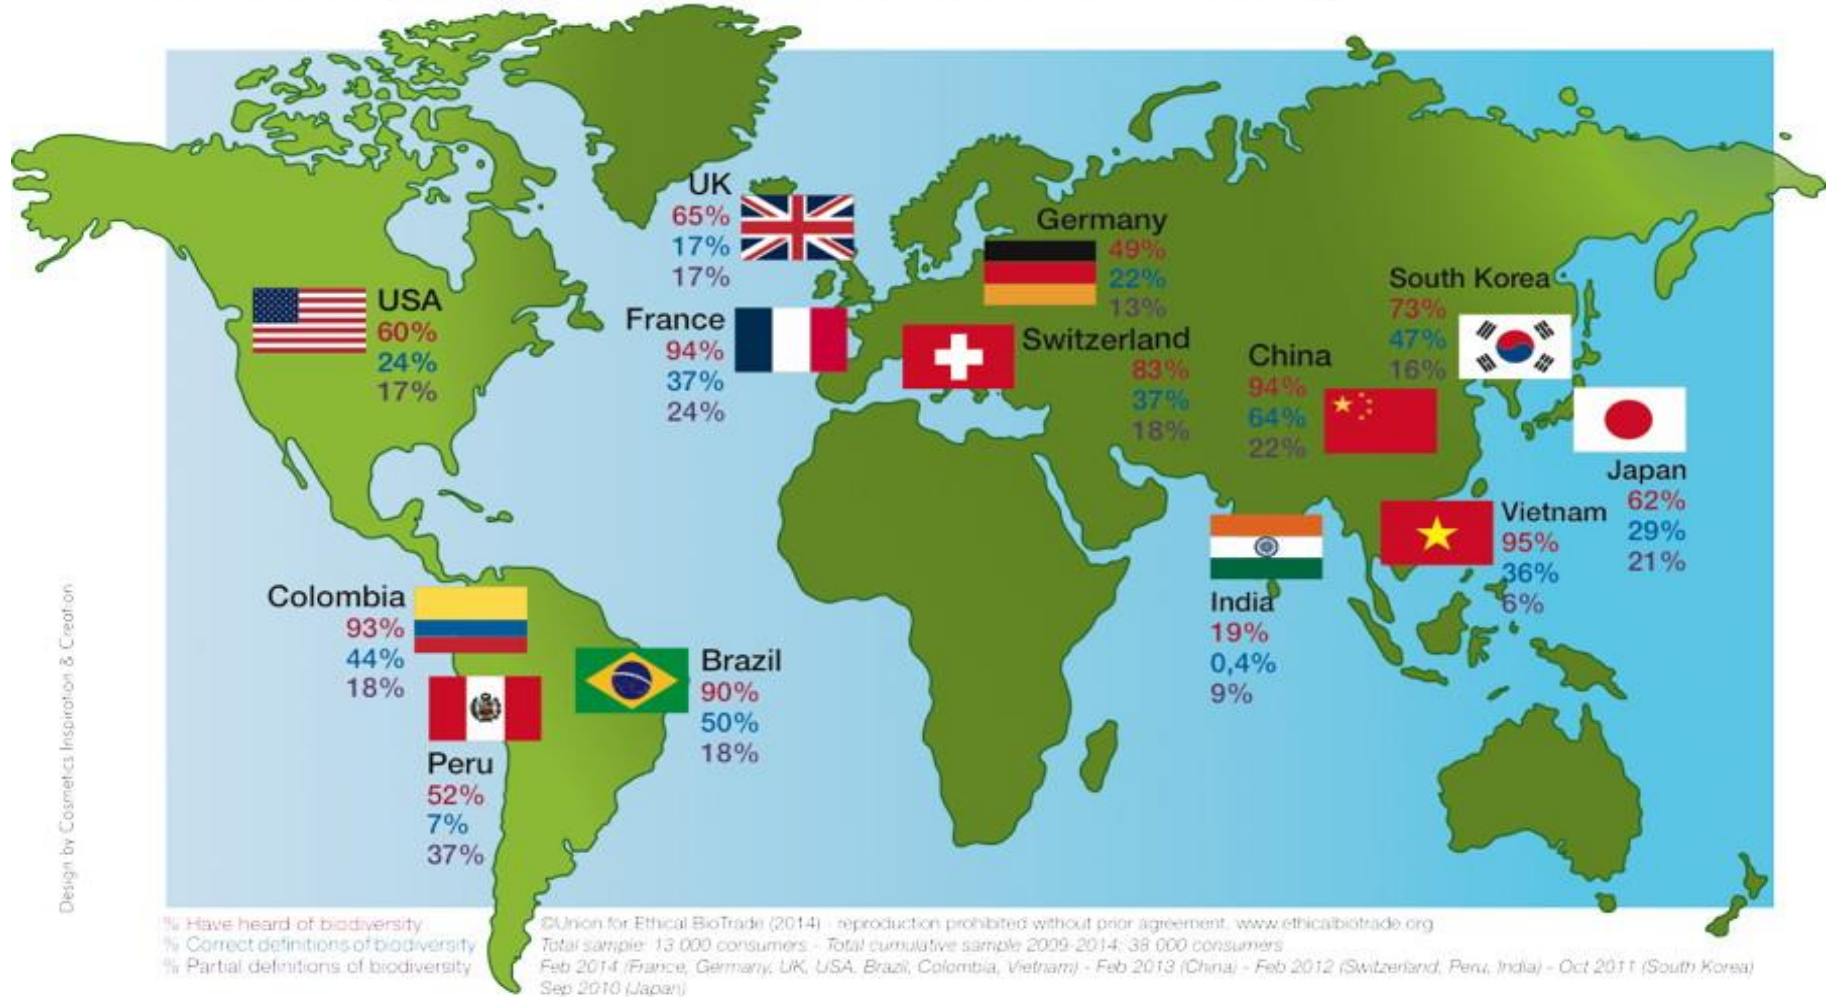 UK
65%
17%
17%
Germany
49%
22%
13%
South Korea
73%
47%
16%
USA
60%
24%
17%
France
94%
37%
24%
Switzerland
83%
37%
18%
China
94%
64%
22%
Japan
62%
29%
21%
Vietnam
95%
36%
6%
India
19%
0,4%
9%
Colombia
93%
44%
18%
Brazil
90%
50%
18%
Peru
52%
7%
37%
Design by Cosmetics Inspiration & Creation
% Have heard of biodiversity
% Correct definitions of biodiversity
% Partial definitions of biodiversity
©Union for Ethical BioTrade (2014) - reproduction prohibited without prior agreement. www.ethicalbiotrade.org
Total sample: 13 000 consumers - Total cumulative sample 2009-2014: 38 000 consumers
Feb 2014 (France, Germany, UK, USA, Brazil, Colombia, Vietnam) - Feb 2013 (China) - Feb 2012 (Switzerland, Peru, India) - Oct 2011 (South Korea)
Sep 2010 (Japan)